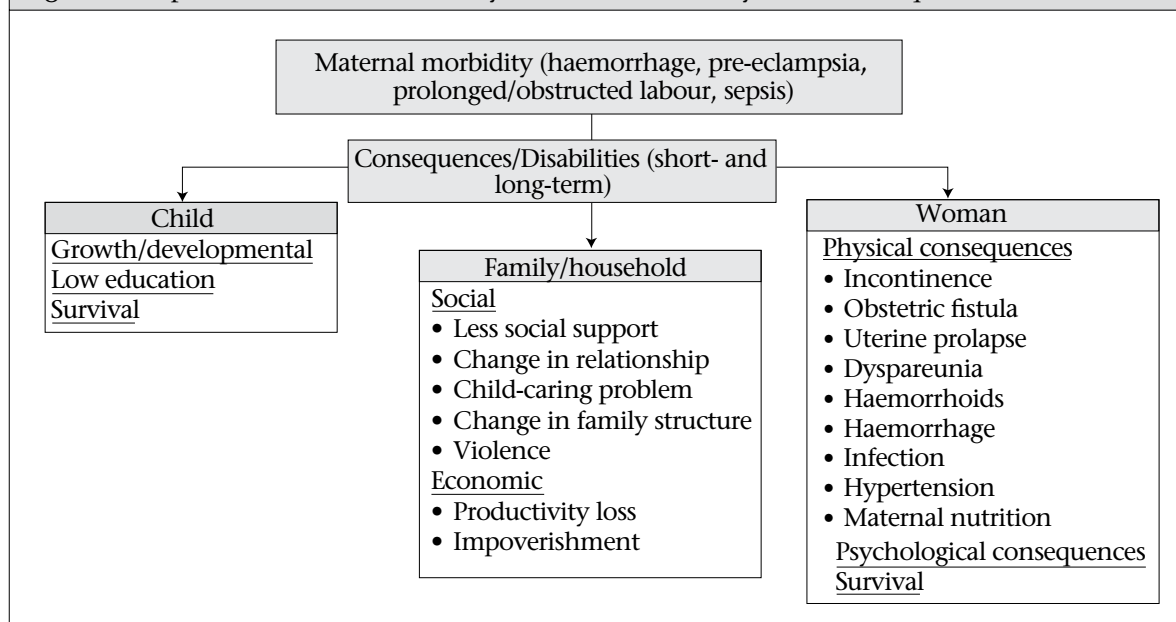 Maternal morbidity (haemorrhage, pre-eclampsia,
prolonged/obstructed labour, sepsis)
Consequences/Disabilities (short- and
long-term)
Child
Growth/developmental
Low education
Survival
Family/household
Social
• Less social support
• Change in relationship
• Child-caring problem
• Change in family structure
• Violence
Economic
• Productivity loss
• Impoverishment
Woman
Physical consequences
• Incontinence
• Obstetric fistula
• Uterine prolapse
• Dyspareunia
• Haemorrhoids
• Haemorrhage
• Infection
• Hypertension
• Maternal nutrition
Psychological consequences
Survival